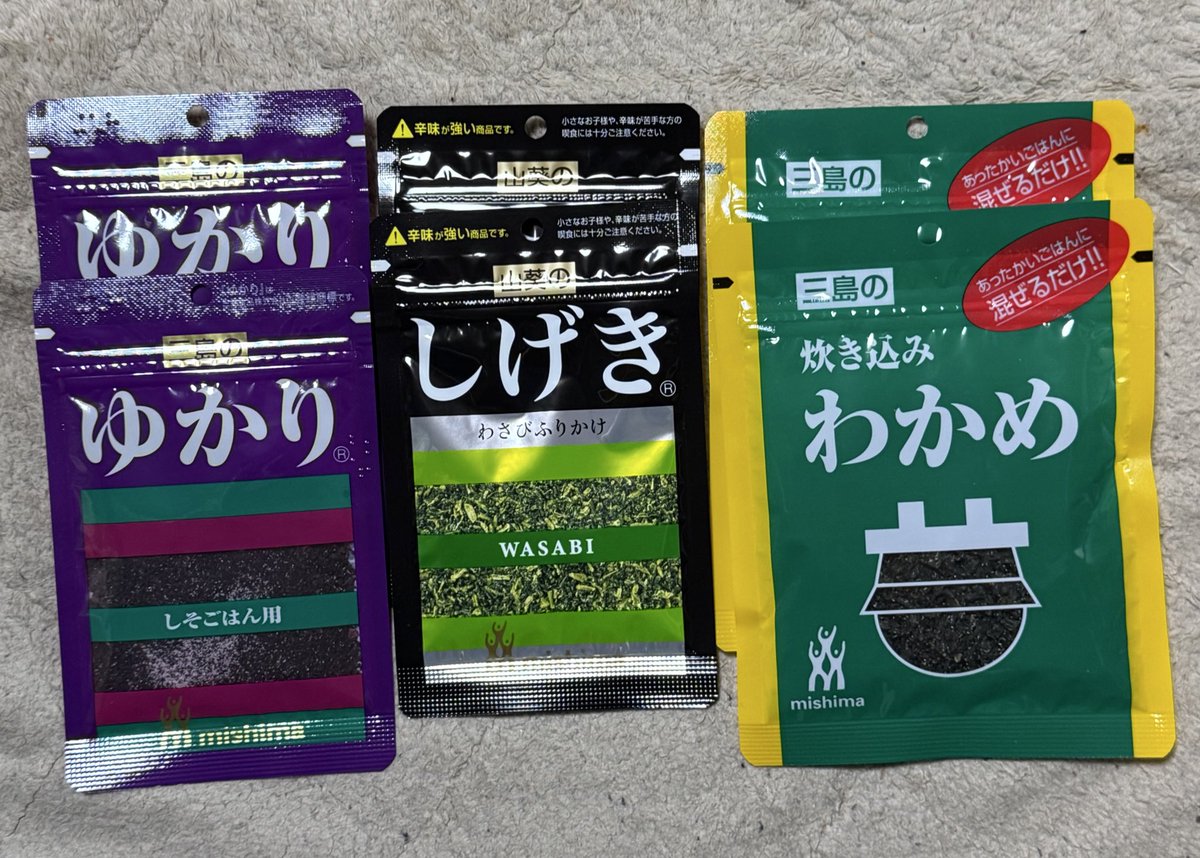 三島の
ゆかり
三島の
ゆかり®
しそごはん用
mishima
辛味が強い商品です。
小さなお子様や、辛味が苦手な方の
喫食には十分ご注意ください。
山葵の
辛味が強い商品です。
小さなお子様や、辛味が苦手な方の
喫食には十分ご注意ください。
山葵の
しげき®
わさびふりかけ
WASABI
三島の
あったかいごはんに
混ぜるだけ!!
三島の
あったかいごはんに
混ぜるだけ!!
炊き込み
わかめ
mishima